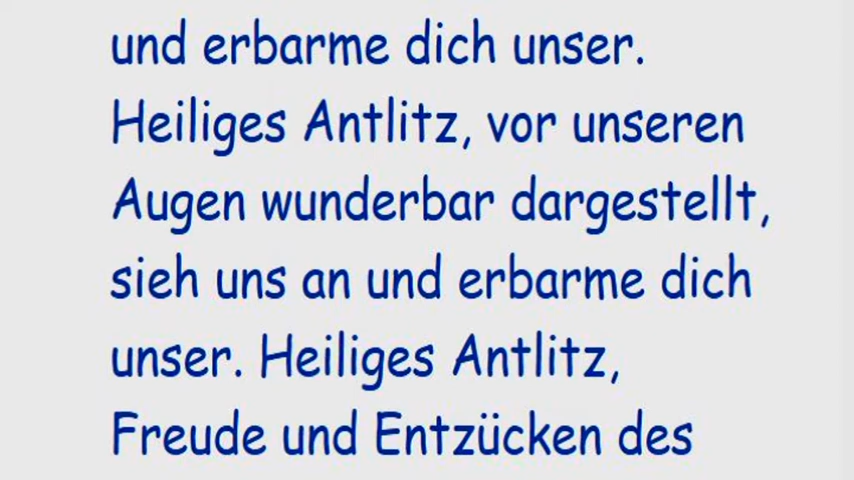 und erbarme dich unser.
Heiliges Antlitz, vor unseren
Augen wunderbar dargestellt,
sieh uns an und erbarme dich
unser. Heiliges Antlitz,
Freude und Entzücken des